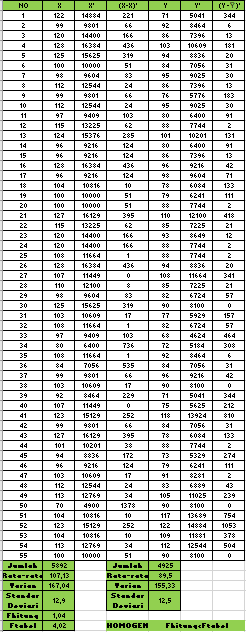 NO X X² (X-X)² Y Y² (Y-Ȳ)²
1 122 14884 221 71 5041 344
2 99 9801 66 92 8464 6
3 120 14400 166 86 7396 13
4 128 16384 436 103 10609 181
5 125 15625 319 94 8836 20
6 100 10000 51 84 7056 31
7 98 9604 83 95 9025 30
8 112 12544 24 86 7396 13
9 99 9801 66 76 5776 183
10 112 12544 24 95 9025 30
11 97 9409 103 80 6400 91
12 115 13225 62 88 7744 2
13 124 15376 285 101 10201 131
14 96 9216 124 80 6400 91
15 96 9216 124 86 7396 13
16 128 16384 436 96 9216 42
17 96 9216 124 98 9604 71
18 104 10816 10 78 6084 133
19 100 10000 51 79 6241 111
20 100 10000 51 88 7744 2
21 127 16129 395 110 12100 418
22 115 13225 62 85 7225 21
23 120 14400 166 93 8649 12
24 120 14400 166 88 7744 2
25 108 11664 1 88 7744 2
26 128 16384 436 94 8836 20
27 107 11449 0 108 11664 341
28 110 12100 8 85 7225 21
29 98 9604 83 82 6724 57
30 125 15625 319 90 8100 0
31 103 10609 17 77 5929 157
32 108 11664 1 82 6724 57
33 97 9409 103 68 4624 464
34 80 6400 736 72 5184 308
35 108 11664 1 92 8464 6
36 84 7056 535 84 7056 31
37 99 9801 66 96 9216 42
38 103 10609 17 90 8100 0
39 92 8464 229 71 5041 344
40 107 11449 0 75 5625 212
41 123 15129 252 118 13924 810
42 99 9801 66 84 7056 31
43 127 16129 395 78 6084 133
44 101 10201 38 88 7744 2
45 94 8836 172 73 5329 274
46 96 9216 124 79 6241 111
47 103 10609 17 91 8281 2
48 112 12544 24 83 6889 43
49 113 12769 34 105 11025 239
50 70 4900 1378 90 8100 0
51 104 10816 10 117 13689 754
52 123 15129 252 122 14884 1053
53 104 10816 10 109 11881 378
54 113 12769 34 112 12544 504
55 100 10000 51 90 8100 0
Jumlah 5892 Jumlah 4925
Rata-rata 107,13 Rata-rata 89,5
Varian 167,04 Varian 155,33
Standar Deviasi 12,9 Standar Deviasi 12,5
Fhitung 1,04
Ftabel 4,02 HOMOGEN Fhitung<Ftabel